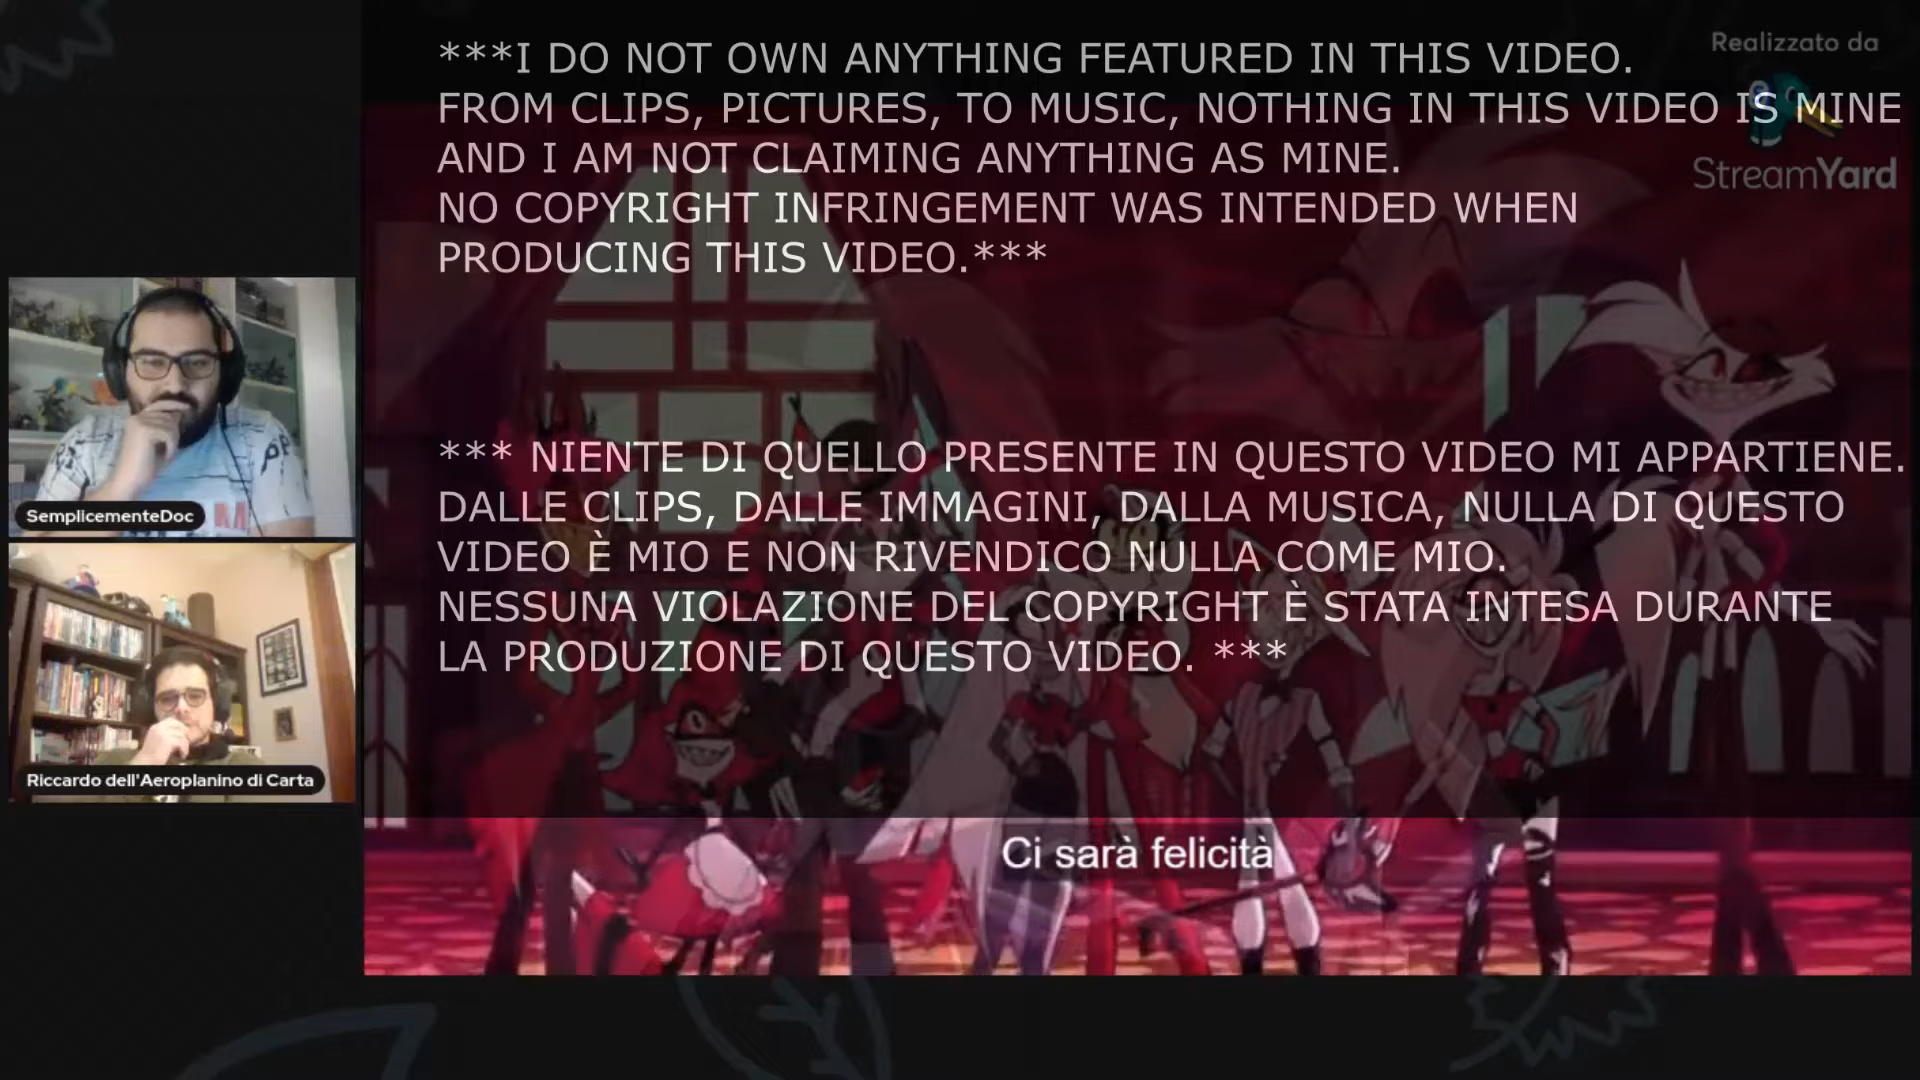 ***I DO NOT OWN ANYTHING FEATURED IN THIS VIDEO.
FROM CLIPS, PICTURES, TO MUSIC, NOTHING IN THIS VIDEO IS MINE
AND I AM NOT CLAIMING ANYTHING AS MINE.
NO COPYRIGHT INFRINGEMENT WAS INTENDED WHEN
PRODUCING THIS VIDEO.***
Realizzato da
StreamYard
*** NIENTE DI QUELLO PRESENTE IN QUESTO VIDEO MI APPARTIENE.
DALLE CLIPS, DALLE IMMAGINI, DALLA MUSICA, NULLA DI QUESTO
VIDEO È MIO E NON RIVENDICO NULLA COME MIO.
NESSUNA VIOLAZIONE DEL COPYRIGHT È STATA INTESA DURANTE
LA PRODUZIONE DI QUESTO VIDEO. ***
SemplicementeDoc
Riccardo dell'Aeroplanino di Carta
Ci sarà felicità